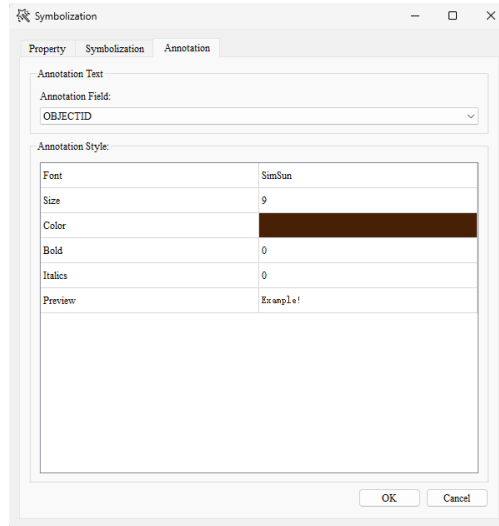 Symbolization
Property Symbolization Annotation
Annotation Text
Annotation Field:
OBJECTID
Annotation Style:
Font SimSun
Size 9
Color
Bold 0
Italics 0
Preview Example!
OK Cancel